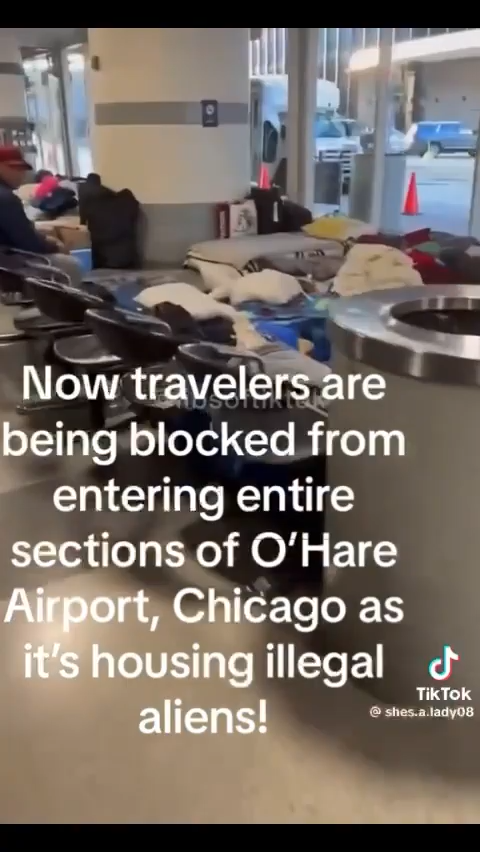 Now travelers are
being blocked from
entering entire
sections of O'Hare
Airport, Chicago as
it's housing illegal
aliens!
TikTok
@ shes.a.lady08